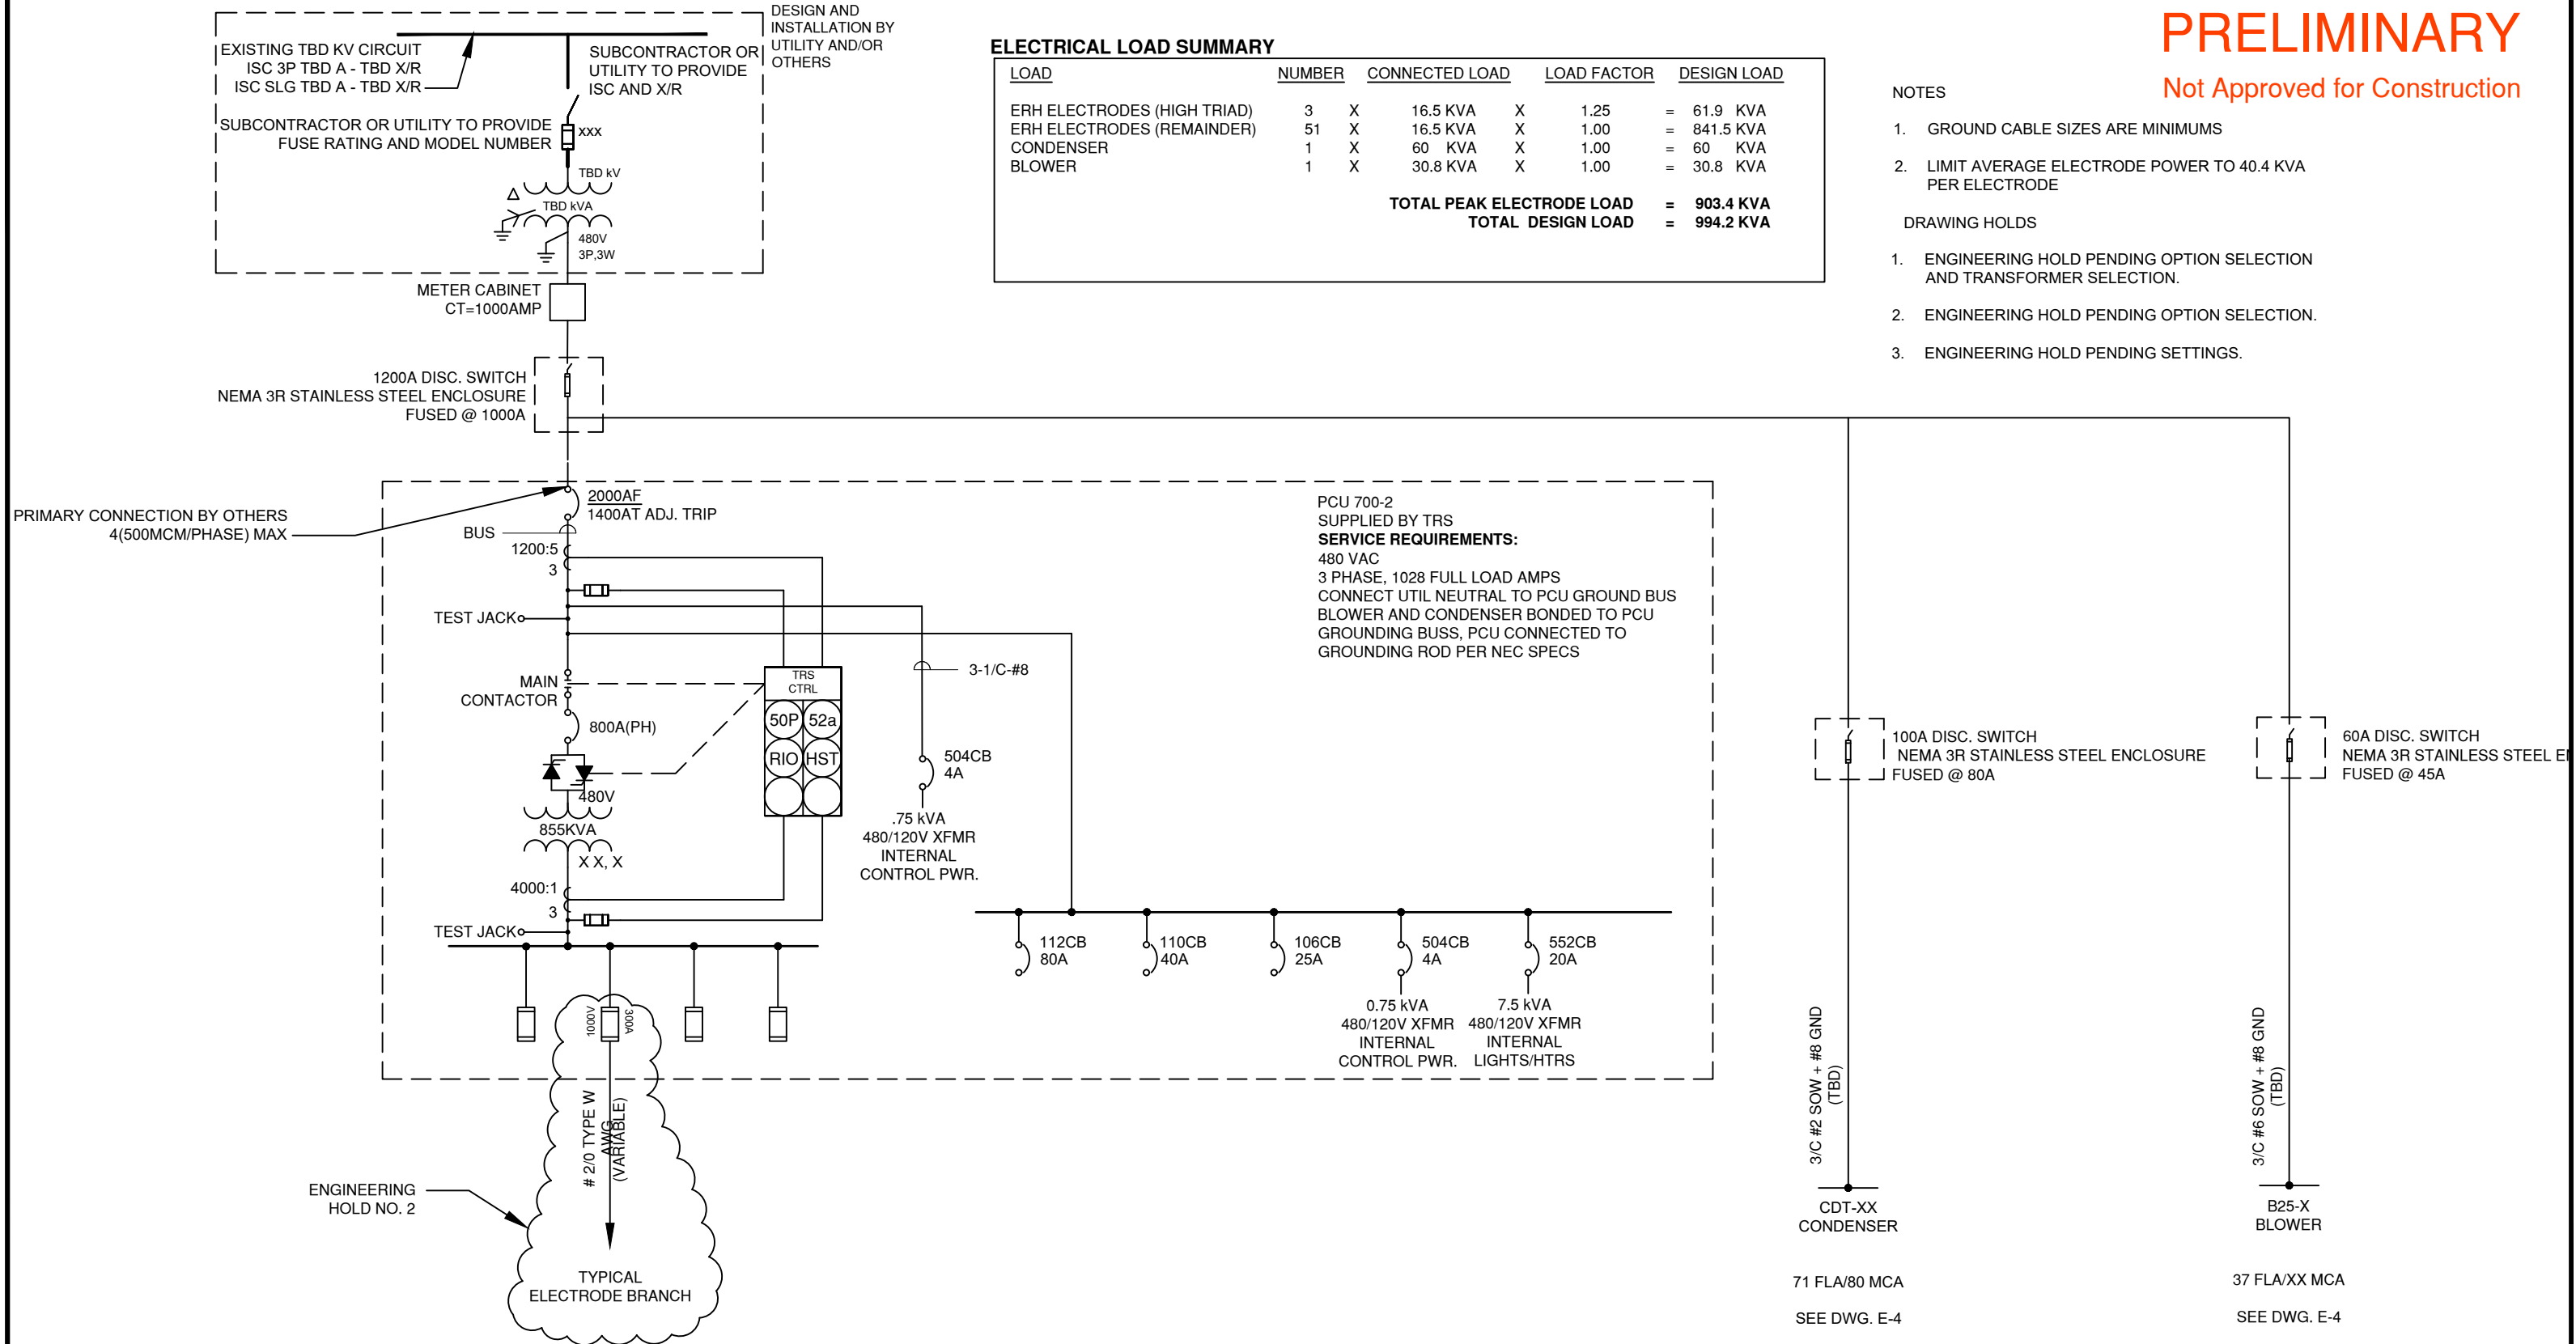 DESIGN AND
INSTALLATION BY
UTILITY AND/OR
OTHERS
EXISTING TBD KV CIRCUIT
ISC 3P TBD A - TBD X/R
ISC SLG TBD A - TBD X/R
SUBCONTRACTOR OR
UTILITY TO PROVIDE
ISC AND X/R
SUBCONTRACTOR OR UTILITY TO PROVIDE
FUSE RATING AND MODEL NUMBER
xxx
TBD kV
TBD kVA
480V
3P,3W
METER CABINET
CT=1000AMP
1200A DISC. SWITCH
NEMA 3R STAINLESS STEEL ENCLOSURE
FUSED @ 1000A
ELECTRICAL LOAD SUMMARY
LOAD NUMBER CONNECTED LOAD LOAD FACTOR DESIGN LOAD
ERH ELECTRODES (HIGH TRIAD) 3 X 16.5 KVA X 1.25 = 61.9 KVA
ERH ELECTRODES (REMAINDER) 51 X 16.5 KVA X 1.00 = 841.5 KVA
CONDENSER 1 X 60 KVA X 1.00 = 60 KVA
BLOWER 1 X 30.8 KVA X 1.00 = 30.8 KVA
TOTAL PEAK ELECTRODE LOAD = 903.4 KVA
TOTAL DESIGN LOAD = 994.2 KVA
PRELIMINARY
Not Approved for Construction
NOTES
1. GROUND CABLE SIZES ARE MINIMUMS
2. LIMIT AVERAGE ELECTRODE POWER TO 40.4 KVA
PER ELECTRODE
DRAWING HOLDS
1. ENGINEERING HOLD PENDING OPTION SELECTION
AND TRANSFORMER SELECTION.
2. ENGINEERING HOLD PENDING OPTION SELECTION.
3. ENGINEERING HOLD PENDING SETTINGS.
PRIMARY CONNECTION BY OTHERS
4(500MCM/PHASE) MAX
2000AF
1400AT ADJ. TRIP
BUS
1200:5
3
TEST JACK
MAIN
CONTACTOR
800A(PH)
480V
855KVA
X X, X
4000:1
3
TEST JACK
TRS
CTRL
50P 52a
RIO HST
3-1/C-#8
504CB
4A
.75 kVA
480/120V XFMR
INTERNAL
CONTROL PWR.
PCU 700-2
SUPPLIED BY TRS
SERVICE REQUIREMENTS:
480 VAC
3 PHASE, 1028 FULL LOAD AMPS
CONNECT UTIL NEUTRAL TO PCU GROUND BUS
BLOWER AND CONDENSER BONDED TO PCU
GROUNDING BUSS, PCU CONNECTED TO
GROUNDING ROD PER NEC SPECS
112CB
80A
110CB
40A
106CB
25A
504CB
4A
0.75 kVA
480/120V XFMR
INTERNAL
CONTROL PWR.
552CB
20A
7.5 kVA
480/120V XFMR
INTERNAL
LIGHTS/HTRS
1000V
300A
# 2/0 TYPE W
AWG
(VARIABLE)
ENGINEERING
HOLD NO. 2
TYPICAL
ELECTRODE BRANCH
100A DISC. SWITCH
NEMA 3R STAINLESS STEEL ENCLOSURE
FUSED @ 80A
3/C #2 SOW + #8 GND
(TBD)
CDT-XX
CONDENSER
71 FLA/80 MCA
SEE DWG. E-4
60A DISC. SWITCH
NEMA 3R STAINLESS STEEL EN
FUSED @ 45A
3/C #6 SOW + #8 GND
(TBD)
B25-X
BLOWER
37 FLA/XX MCA
SEE DWG. E-4